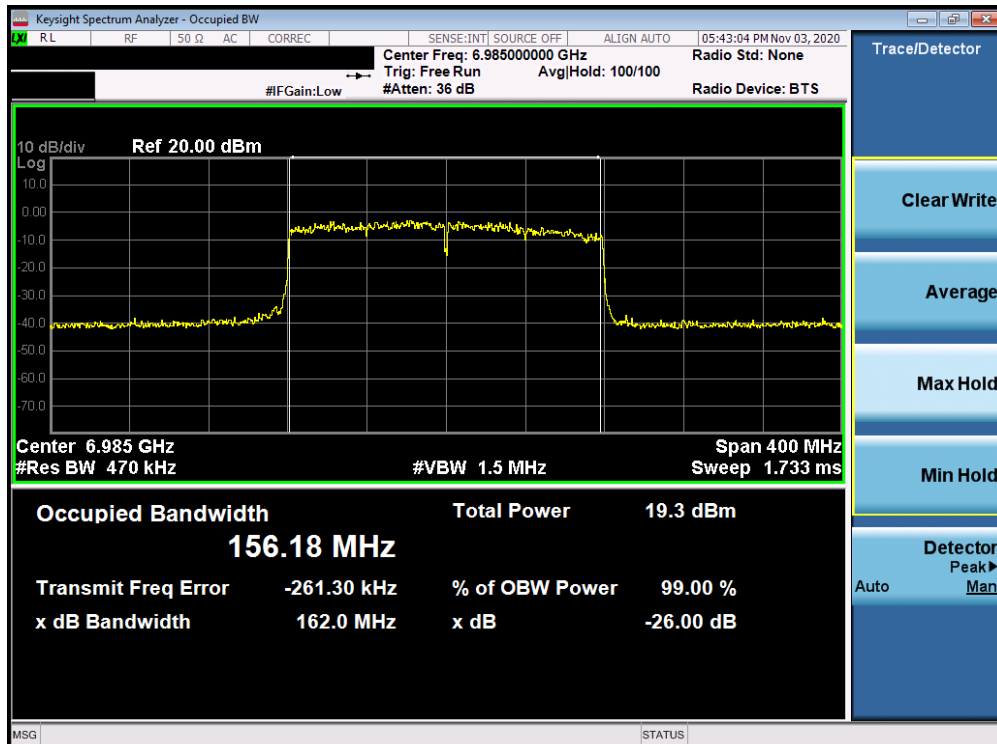 Keysight Spectrum Analyzer - Occupied BW
LXI RL RF 50 Ω AC CORREC SENSE:INT SOURCE OFF ALIGN AUTO 05:43:04 PM Nov 03, 2020
Center Freq: 6.985000000 GHz Radio Std: None
Trig: Free Run Avg|Hold: 100/100
#IFGain:Low #Atten: 36 dB Radio Device: BTS
10 dB/div Ref 20.00 dBm
Log
10.0
0.00
-10.0
-20.0
-30.0
-40.0
-50.0
-60.0
-70.0
Center 6.985 GHz Span 400 MHz
#Res BW 470 kHz #VBW 1.5 MHz Sweep 1.733 ms
Occupied Bandwidth Total Power 19.3 dBm
156.18 MHz
Transmit Freq Error -261.30 kHz % of OBW Power 99.00 %
x dB Bandwidth 162.0 MHz x dB -26.00 dB
MSG STATUS
Trace/Detector
Clear Write
Average
Max Hold
Min Hold
Detector
Peak▶
Auto Man